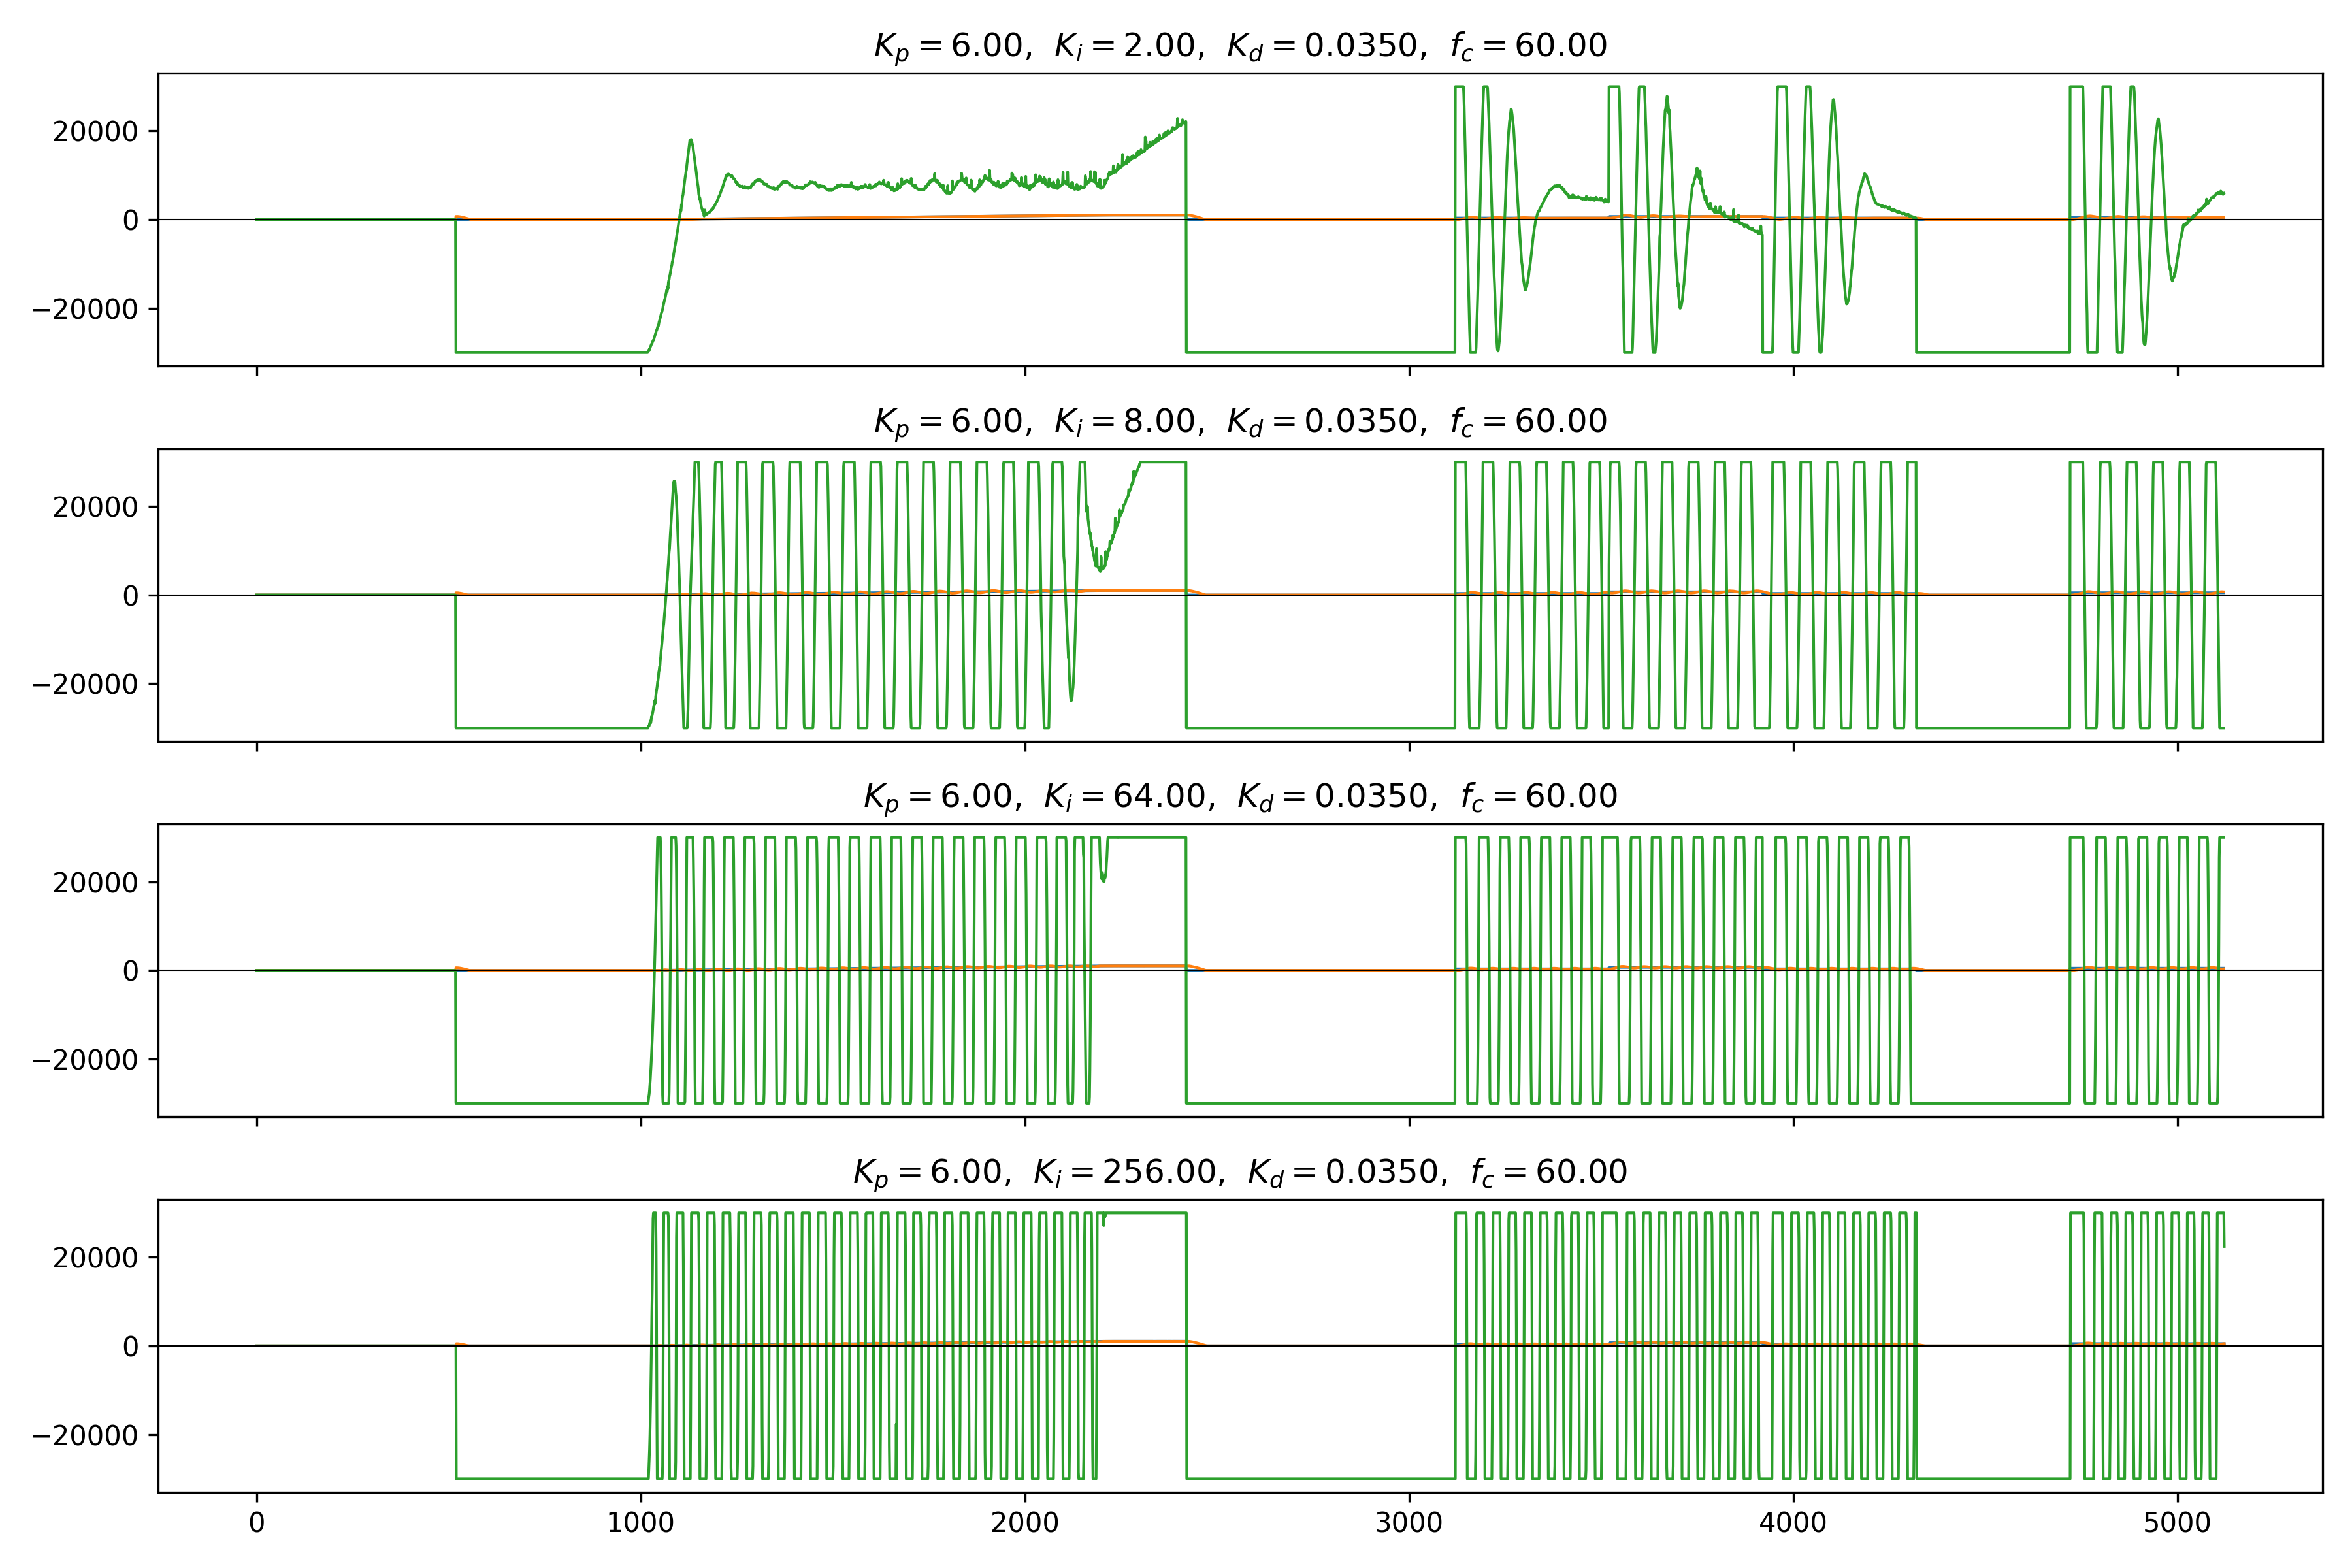 K_p = 6.00, K_i = 2.00, K_d = 0.0350, f_c = 60.00
20000
0
−20000
K_p = 6.00, K_i = 8.00, K_d = 0.0350, f_c = 60.00
20000
0
−20000
K_p = 6.00, K_i = 64.00, K_d = 0.0350, f_c = 60.00
20000
0
−20000
K_p = 6.00, K_i = 256.00, K_d = 0.0350, f_c = 60.00
20000
0
−20000
0 1000 2000 3000 4000 5000